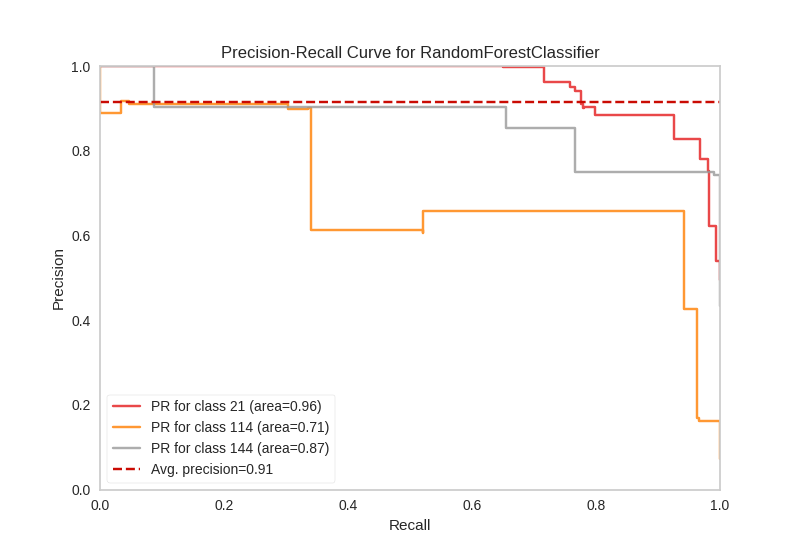 Precision-Recall Curve for RandomForestClassifier
1.0
0.8
0.6
0.4
0.2
0.0
Precision
PR for class 21 (area=0.96)
PR for class 114 (area=0.71)
PR for class 144 (area=0.87)
Avg. precision=0.91
0.0 0.2 0.4 0.6 0.8 1.0
Recall